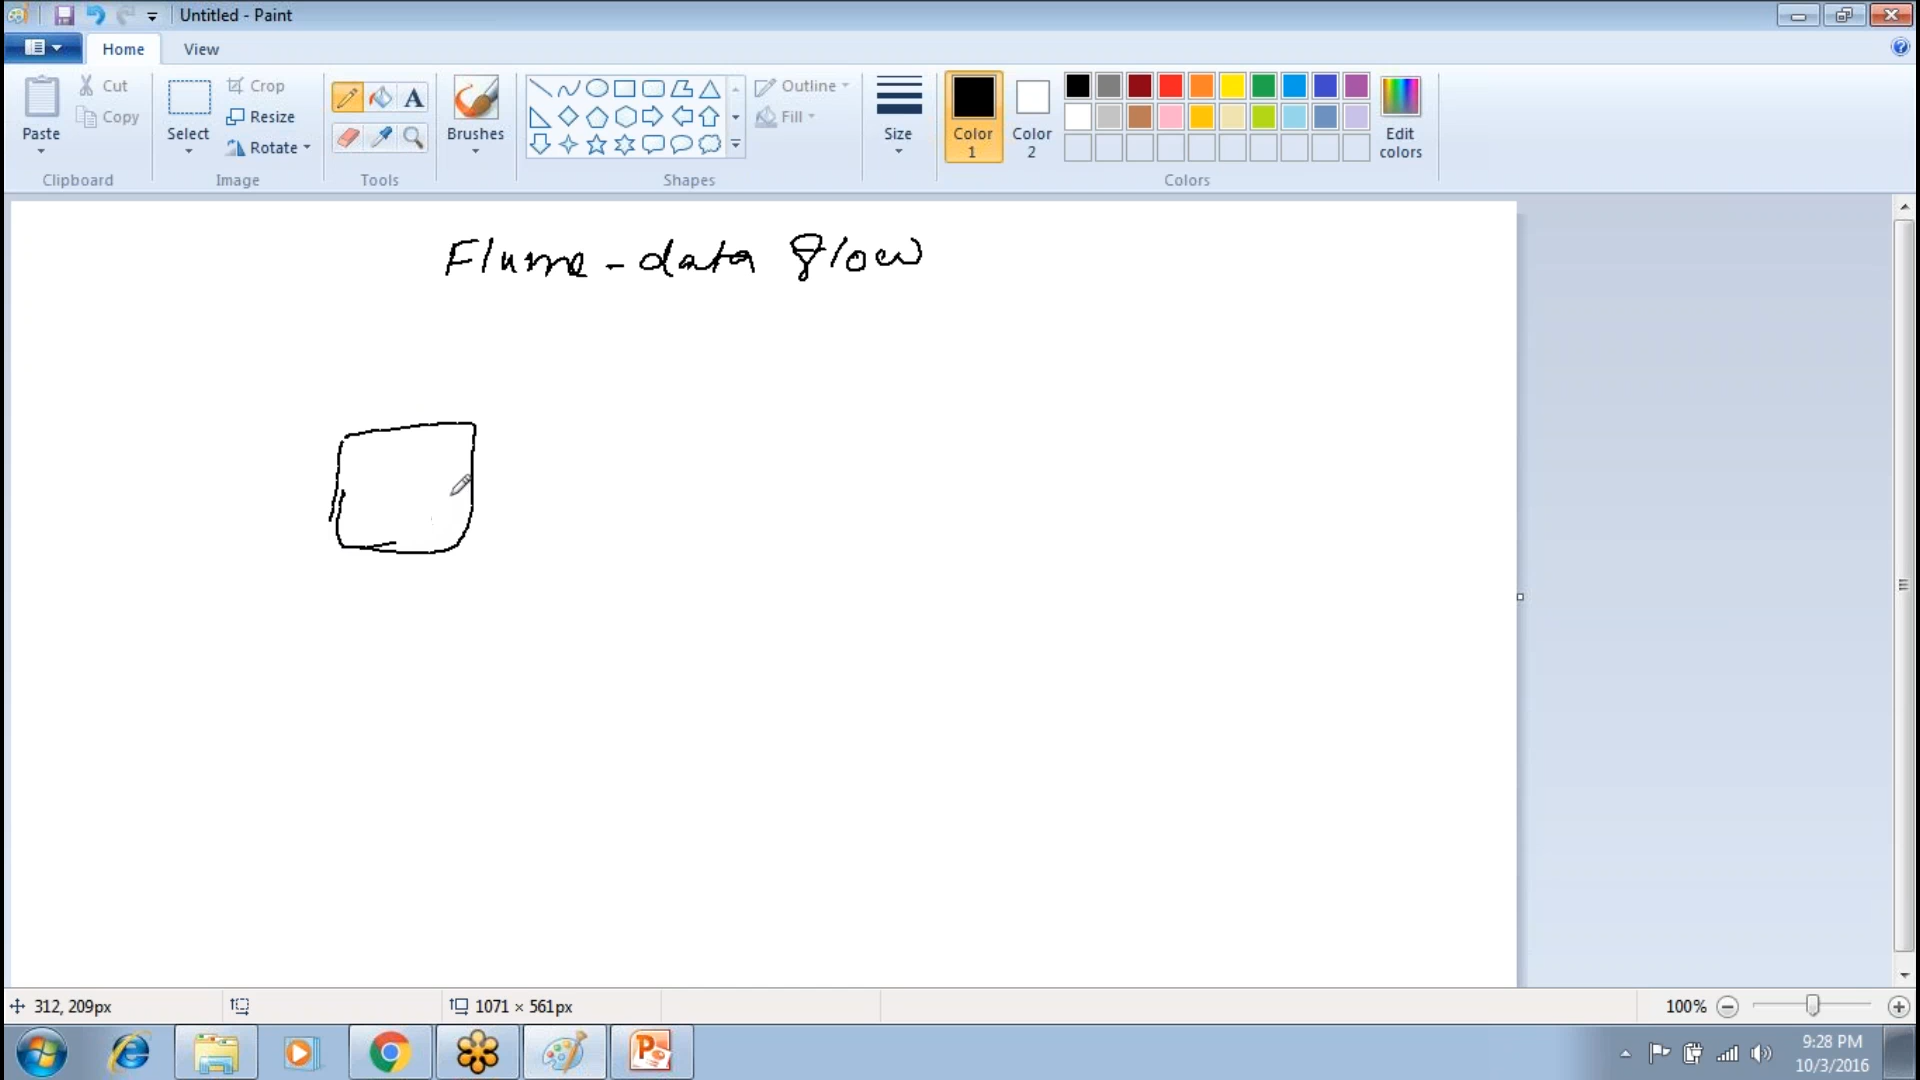 Untitled - Paint
Home View
Paste
Cut
Copy
Clipboard
Select
Crop
Resize
Rotate
Image
Tools
Brushes
Shapes
Outline
Fill
Size
Color 1
Color 2
Edit colors
Colors
Flume - data flow
312, 209px
1071 × 561px
100%
9:28 PM
10/3/2016